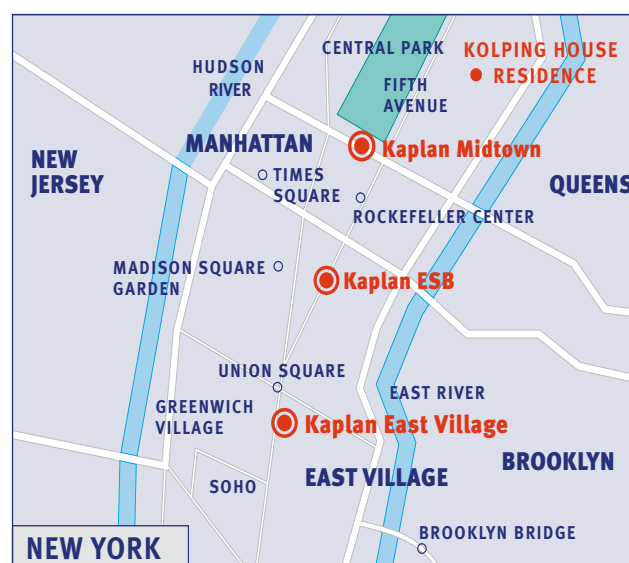 CENTRAL PARK
KOLPING HOUSE
RESIDENCE
HUDSON
RIVER
FIFTH
AVENUE
MANHATTAN
Kaplan Midtown
NEW
JERSEY
TIMES
SQUARE
QUEENS
ROCKEFELLER CENTER
MADISON SQUARE
GARDEN
Kaplan ESB
UNION SQUARE
EAST RIVER
GREENWICH
VILLAGE
Kaplan East Village
BROOKLYN
EAST VILLAGE
SOHO
BROOKLYN BRIDGE
NEW YORK